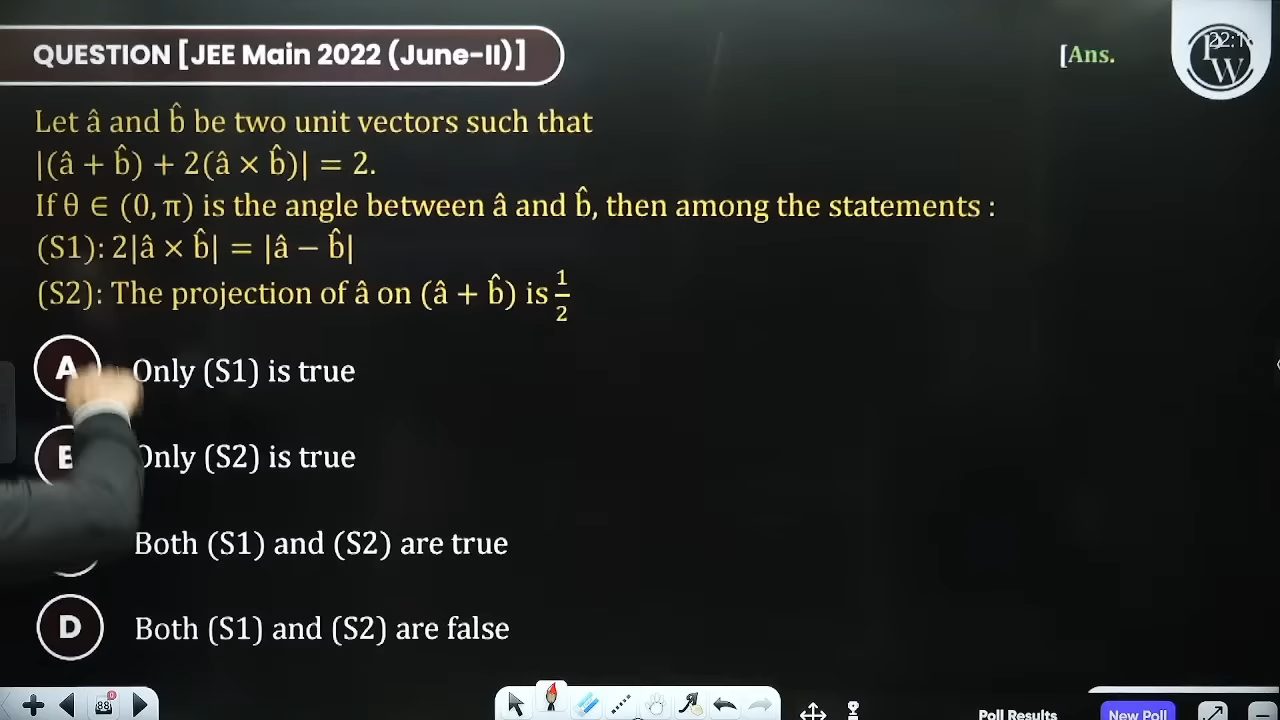 QUESTION [JEE Main 2022 (June-II)]
[Ans.
Let â and b̂ be two unit vectors such that
|(â + b̂) + 2(â × b̂)| = 2.
If θ ∈ (0, π) is the angle between â and b̂, then among the statements :
(S1): 2|â × b̂| = |â − b̂|
(S2): The projection of â on (â + b̂) is 1/2
A Only (S1) is true
Only (S2) is true
Both (S1) and (S2) are true
D Both (S1) and (S2) are false
88
Poll Results
New Poll